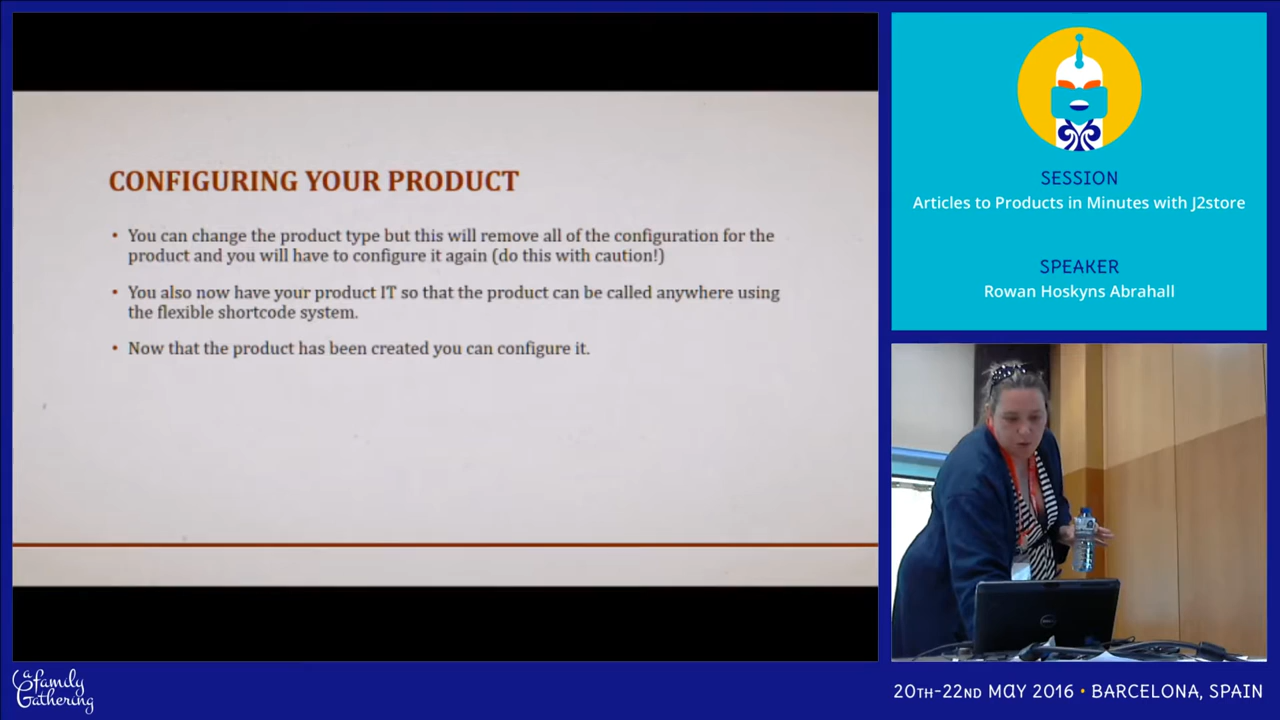 CONFIGURING YOUR PRODUCT
• You can change the product type but this will remove all of the configuration for the
product and you will have to configure it again (do this with caution!)
• You also now have your product IT so that the product can be called anywhere using
the flexible shortcode system.
• Now that the product has been created you can configure it.
SESSION
Articles to Products in Minutes with J2store
SPEAKER
Rowan Hoskyns Abrahall
a family
Gathering
20TH-22ND MAY 2016 • BARCELONA, SPAIN